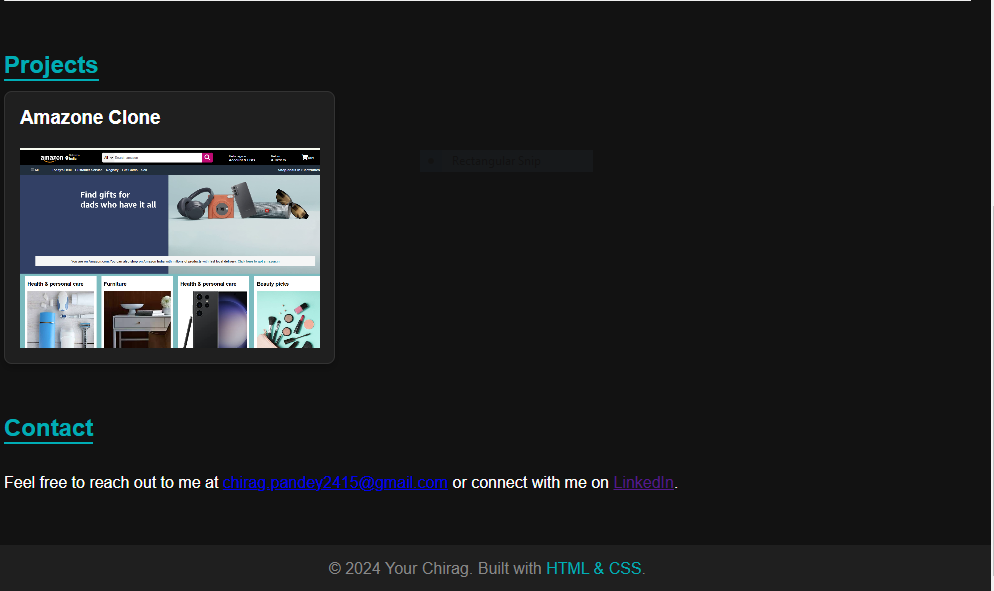 Projects
Amazone Clone
amazon
All
Find gifts for
dads who have it all
Health & personal care
Furniture
Health & personal care
Beauty picks
Rectangular Snip
Contact
Feel free to reach out to me at chirag.pandey2415@gmail.com or connect with me on LinkedIn.
© 2024 Your Chirag. Built with HTML & CSS.